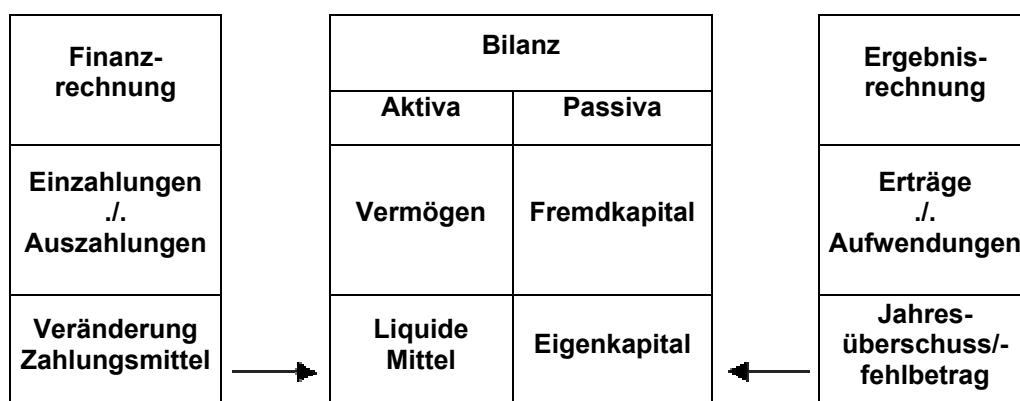 Finanz-
rechnung
Einzahlungen
./.
Auszahlungen
Veränderung
Zahlungsmittel
Bilanz
Aktiva
Passiva
Vermögen
Fremdkapital
Liquide
Mittel
Eigenkapital
Ergebnis-
rechnung
Erträge
./.
Aufwendungen
Jahres-
überschuss/-
fehlbetrag